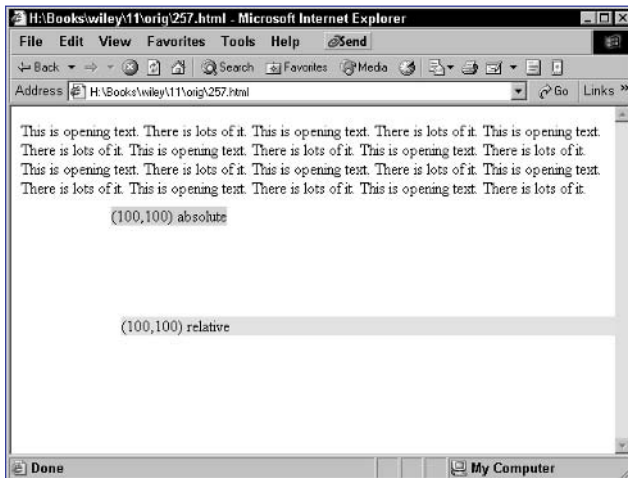 H:\Books\wiley\11\orig\257.html - Microsoft Internet Explorer
File Edit View Favorites Tools Help Send
Back Search Favorites Media
Address H:\Books\wiley\11\orig\257.html Go Links »
This is opening text. There is lots of it. This is opening text. There is lots of it. This is opening text.
There is lots of it. This is opening text. There is lots of it. This is opening text. There is lots of it.
This is opening text. There is lots of it. This is opening text. There is lots of it. This is opening text.
There is lots of it. This is opening text. There is lots of it. This is opening text. There is lots of it.
(100,100) absolute
(100,100) relative
Done My Computer